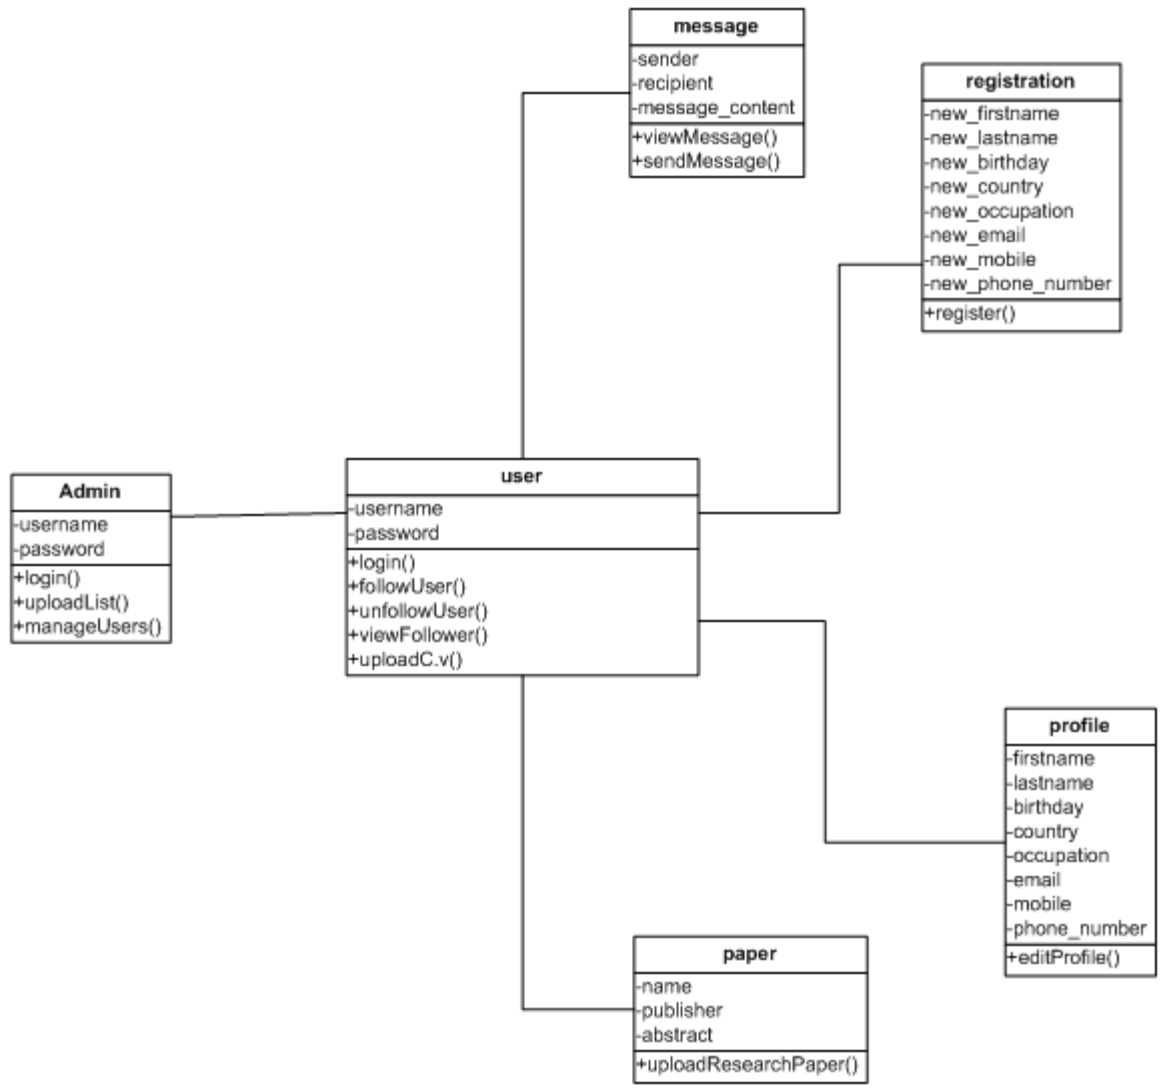 message
-sender
-recipient
-message_content
+viewMessage()
+sendMessage()
registration
-new_firstname
-new_lastname
-new_birthday
-new_country
-new_occupation
-new_email
-new_mobile
-new_phone_number
+register()
Admin
-username
-password
+login()
+uploadList()
+manageUsers()
user
-username
-password
+login()
+followUser()
+unfollowUser()
+viewFollower()
+uploadC.v()
profile
-firstname
-lastname
-birthday
-country
-occupation
-email
-mobile
-phone_number
+editProfile()
paper
-name
-publisher
-abstract
+uploadResearchPaper()